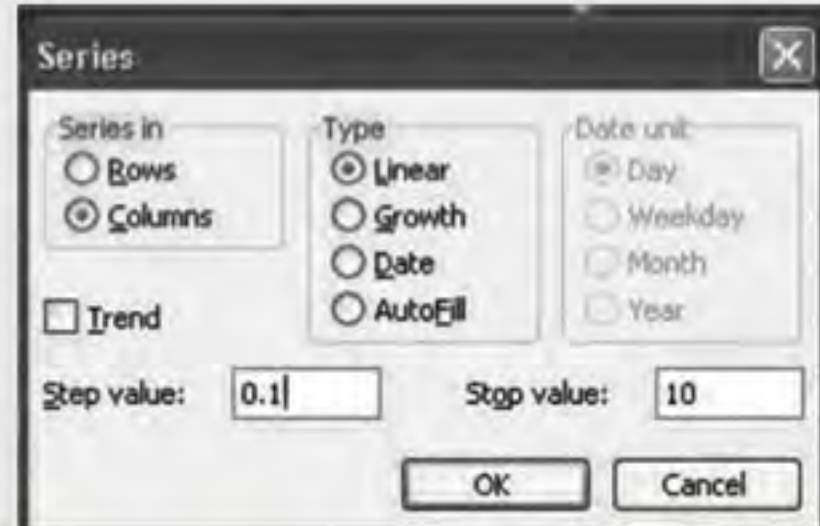 Series
Series in
Rows
Columns
Trend
Type
Linear
Growth
Date
AutoFill
Date unit
Day
Weekday
Month
Year
Step value: 0.1
Stop value: 10
OK
Cancel